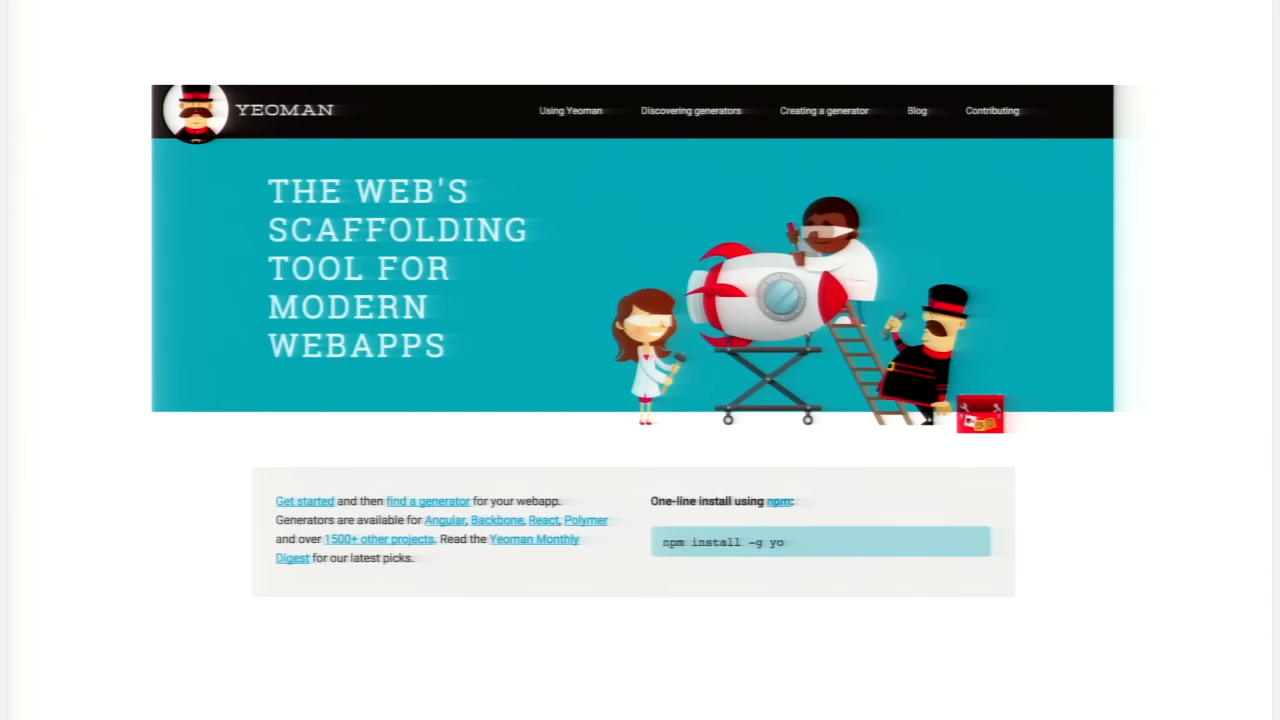 YEOMAN
Using Yeoman Discovering generators Creating a generator Blog Contributing
THE WEB'S
SCAFFOLDING
TOOL FOR
MODERN
WEBAPPS
Get started and then find a generator for your webapp.
Generators are available for Angular, Backbone, React, Polymer
and over 1500+ other projects. Read the Yeoman Monthly
Digest for our latest picks.
One-line install using npm:
npm install -g yo